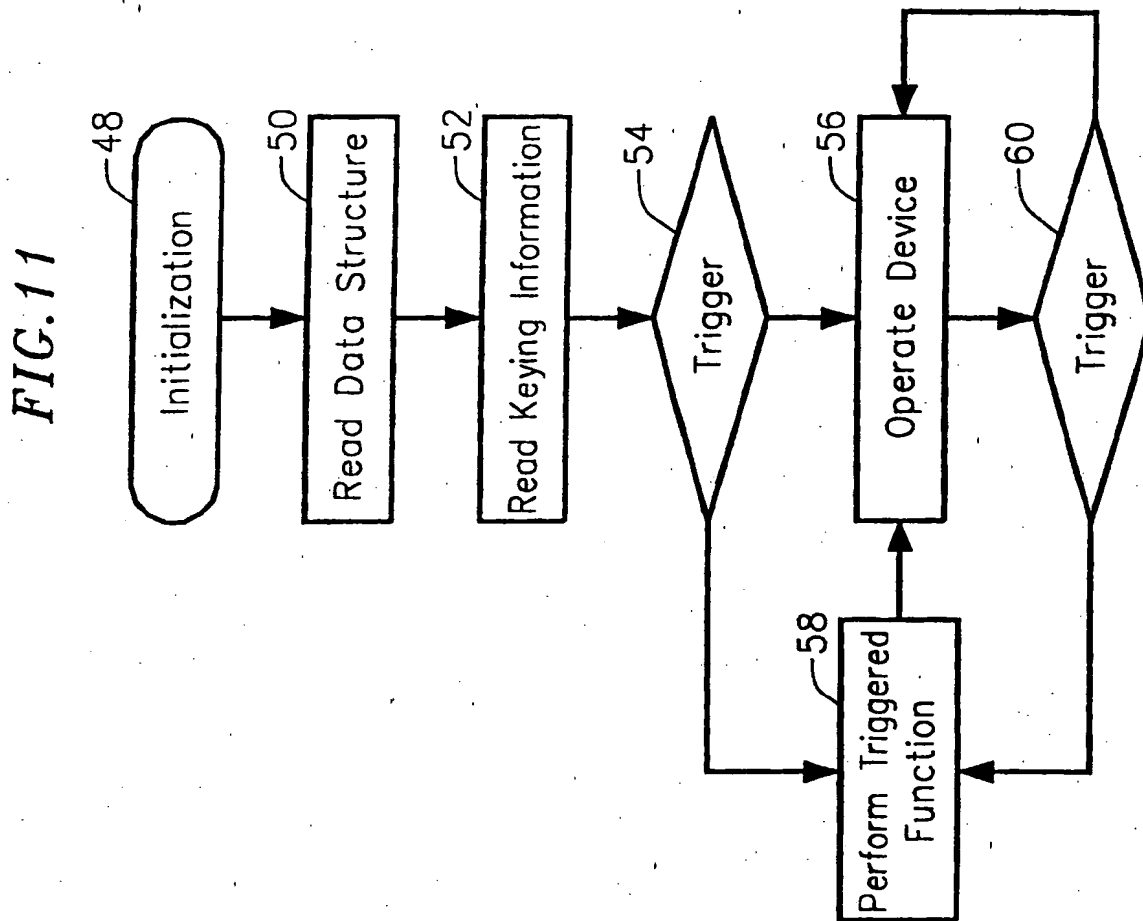 FIG.11
48
Initialization
50
Read Data Structure
52
Read Keying Information
54
Trigger
56
Operate Device
58
Perform Triggered
Function
60
Trigger